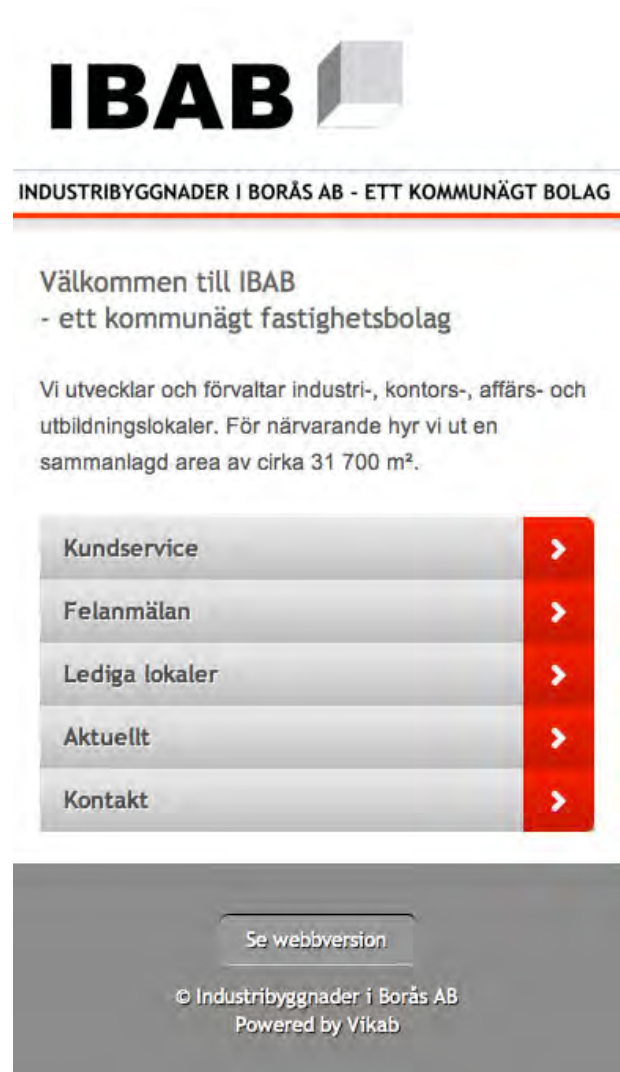 IBAB
INDUSTRIBYGGNADER I BORÅS AB - ETT KOMMUNÄGT BOLAG
Välkommen till IBAB
- ett kommunägt fastighetsbolag
Vi utvecklar och förvaltar industri-, kontors-, affärs- och
utbildningslokaler. För närvarande hyr vi ut en
sammanlagd area av cirka 31 700 m².
Kundservice
Felanmälan
Lediga lokaler
Aktuellt
Kontakt
Se webbversion
© Industribyggnader i Borås AB
Powered by Vikab